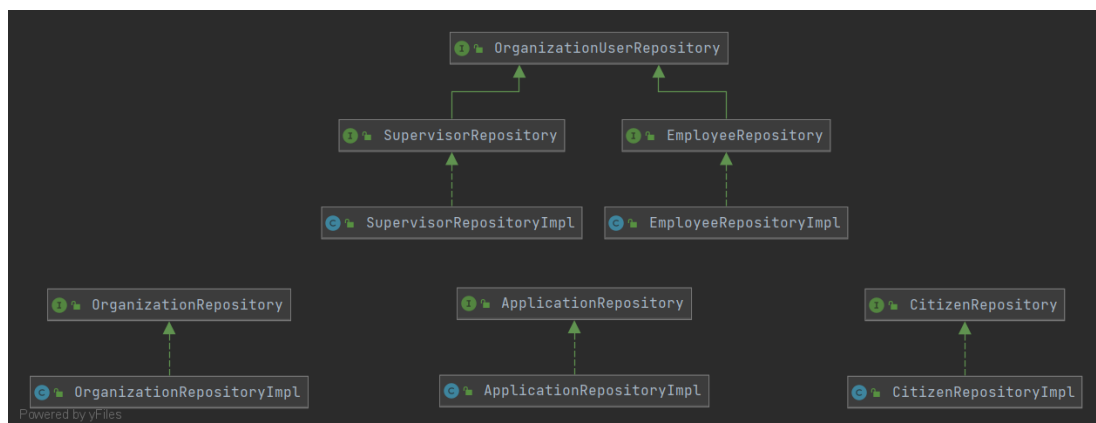 OrganizationUserRepository
SupervisorRepository
EmployeeRepository
SupervisorRepositoryImpl
EmployeeRepositoryImpl
OrganizationRepository
ApplicationRepository
CitizenRepository
OrganizationRepositoryImpl
ApplicationRepositoryImpl
CitizenRepositoryImpl
Powered by yFiles